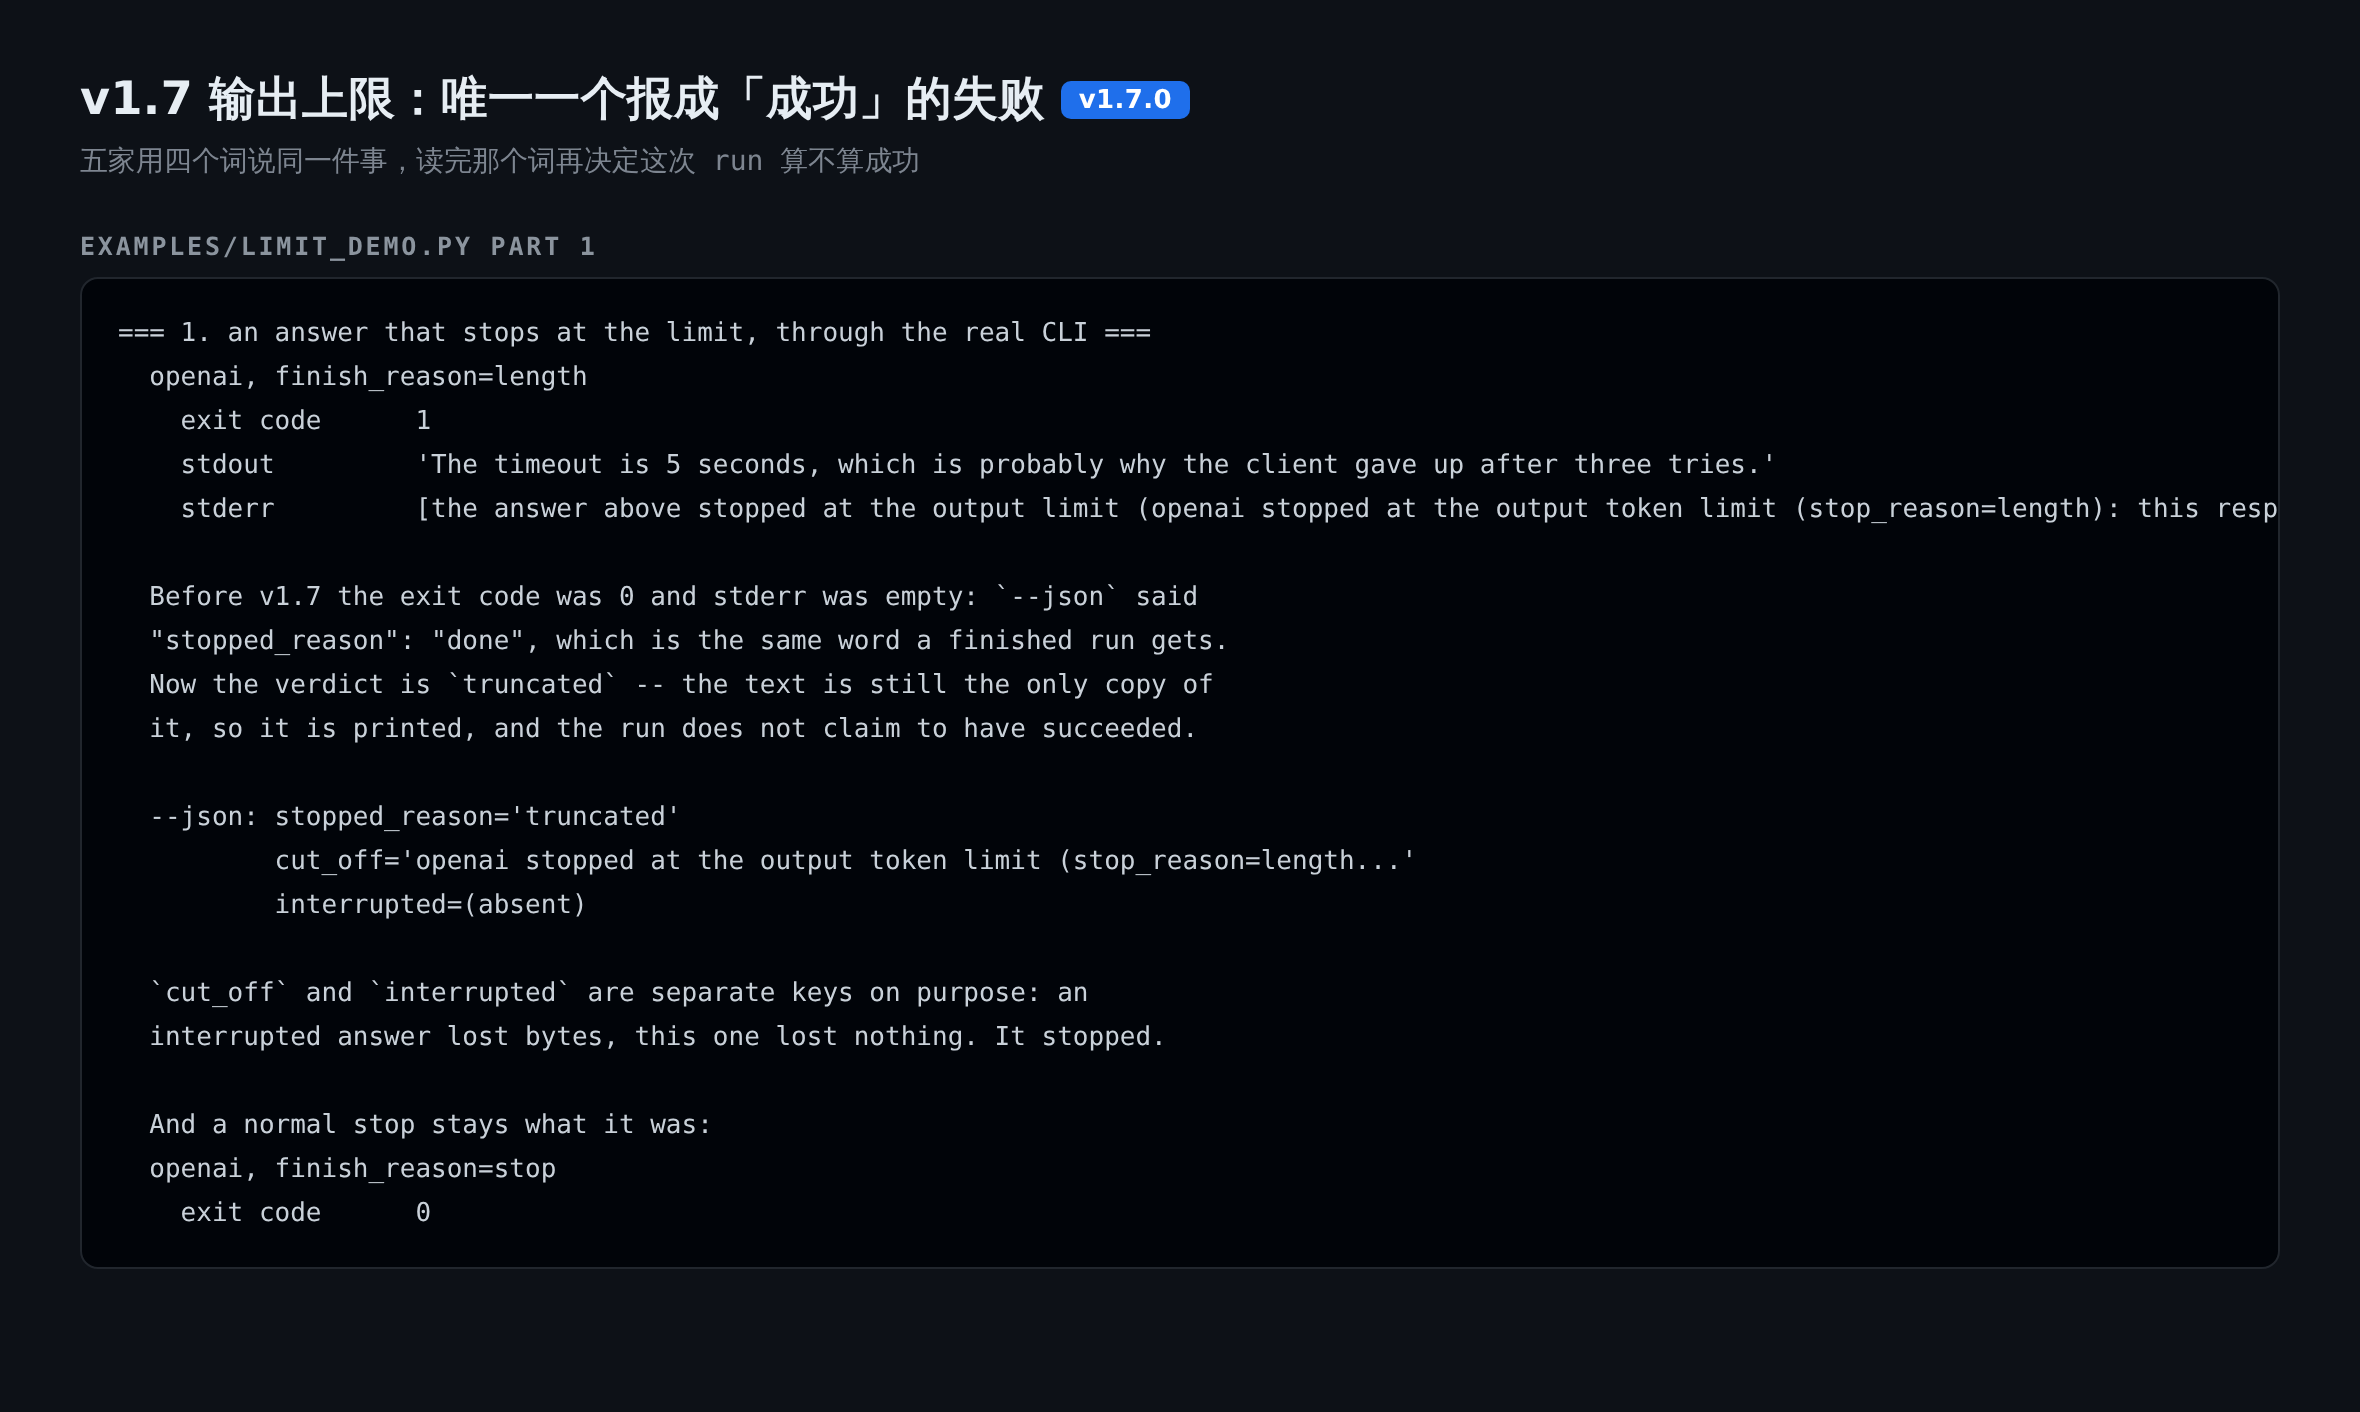 v1.7 输出上限：唯一一个报成「成功」的失败 v1.7.0
五家用四个词说同一件事，读完那个词再决定这次 run 算不算成功
EXAMPLES/LIMIT_DEMO.PY PART 1
=== 1. an answer that stops at the limit, through the real CLI ===
openai, finish_reason=length
exit code 1
stdout 'The timeout is 5 seconds, which is probably why the client gave up after three tries.'
stderr [the answer above stopped at the output limit (openai stopped at the output token limit (stop_reason=length): this resp
Before v1.7 the exit code was 0 and stderr was empty: `--json` said
"stopped_reason": "done", which is the same word a finished run gets.
Now the verdict is `truncated` -- the text is still the only copy of
it, so it is printed, and the run does not claim to have succeeded.
--json: stopped_reason='truncated'
cut_off='openai stopped at the output token limit (stop_reason=length...'
interrupted=(absent)
`cut_off` and `interrupted` are separate keys on purpose: an
interrupted answer lost bytes, this one lost nothing. It stopped.
And a normal stop stays what it was:
openai, finish_reason=stop
exit code 0